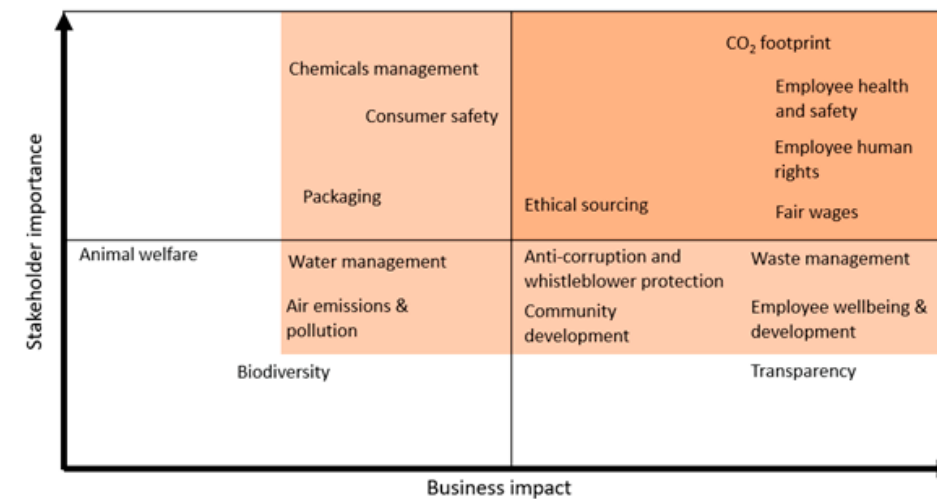 Stakeholder importance
CO₂ footprint
Chemicals management
Employee health
and safety
Consumer safety
Employee human
rights
Packaging
Ethical sourcing
Fair wages
Animal welfare
Water management
Anti-corruption and
whistleblower protection
Waste management
Air emissions &
pollution
Community
development
Employee wellbeing &
development
Biodiversity
Transparency
Business impact